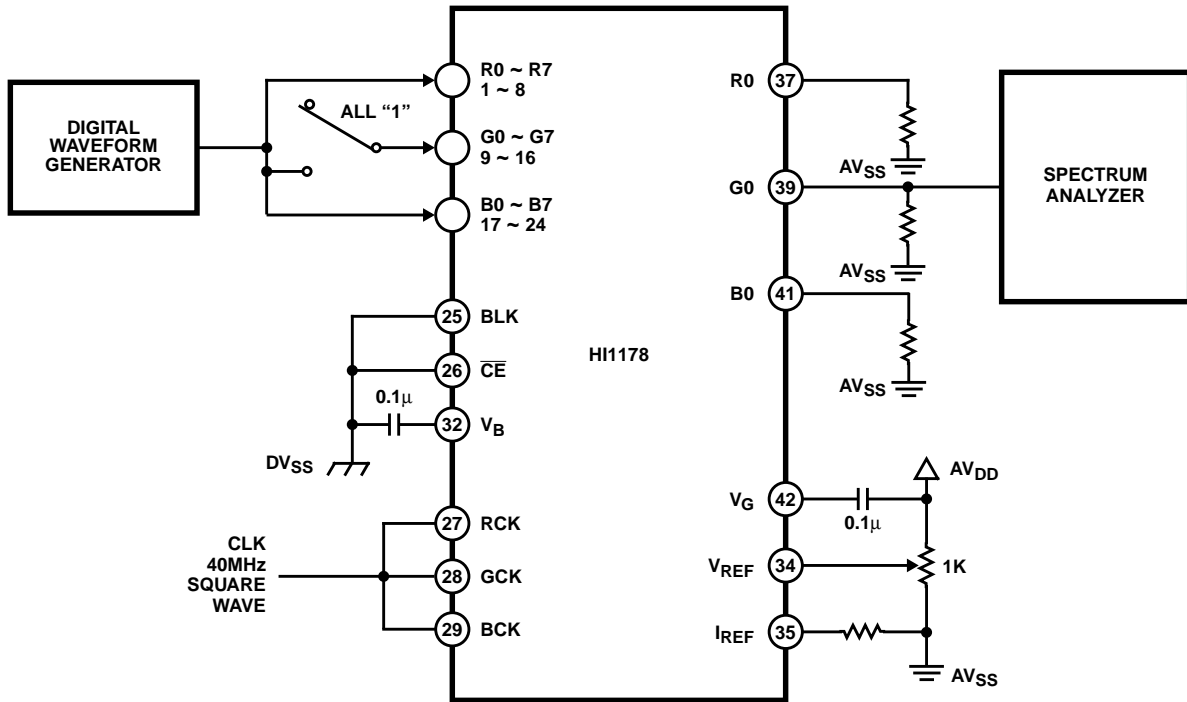 DIGITAL
WAVEFORM
GENERATOR
ALL “1”
R0 ~ R7
1 ~ 8
G0 ~ G7
9 ~ 16
B0 ~ B7
17 ~ 24
25 BLK
26 CE
0.1μ
32 VB
DVSS
CLK
40MHz
SQUARE
WAVE
27 RCK
28 GCK
29 BCK
HI1178
R0 37
AVSS
G0 39
AVSS
B0 41
AVSS
SPECTRUM
ANALYZER
AVDD
VG 42
0.1μ
VREF 34
1K
IREF 35
AVSS